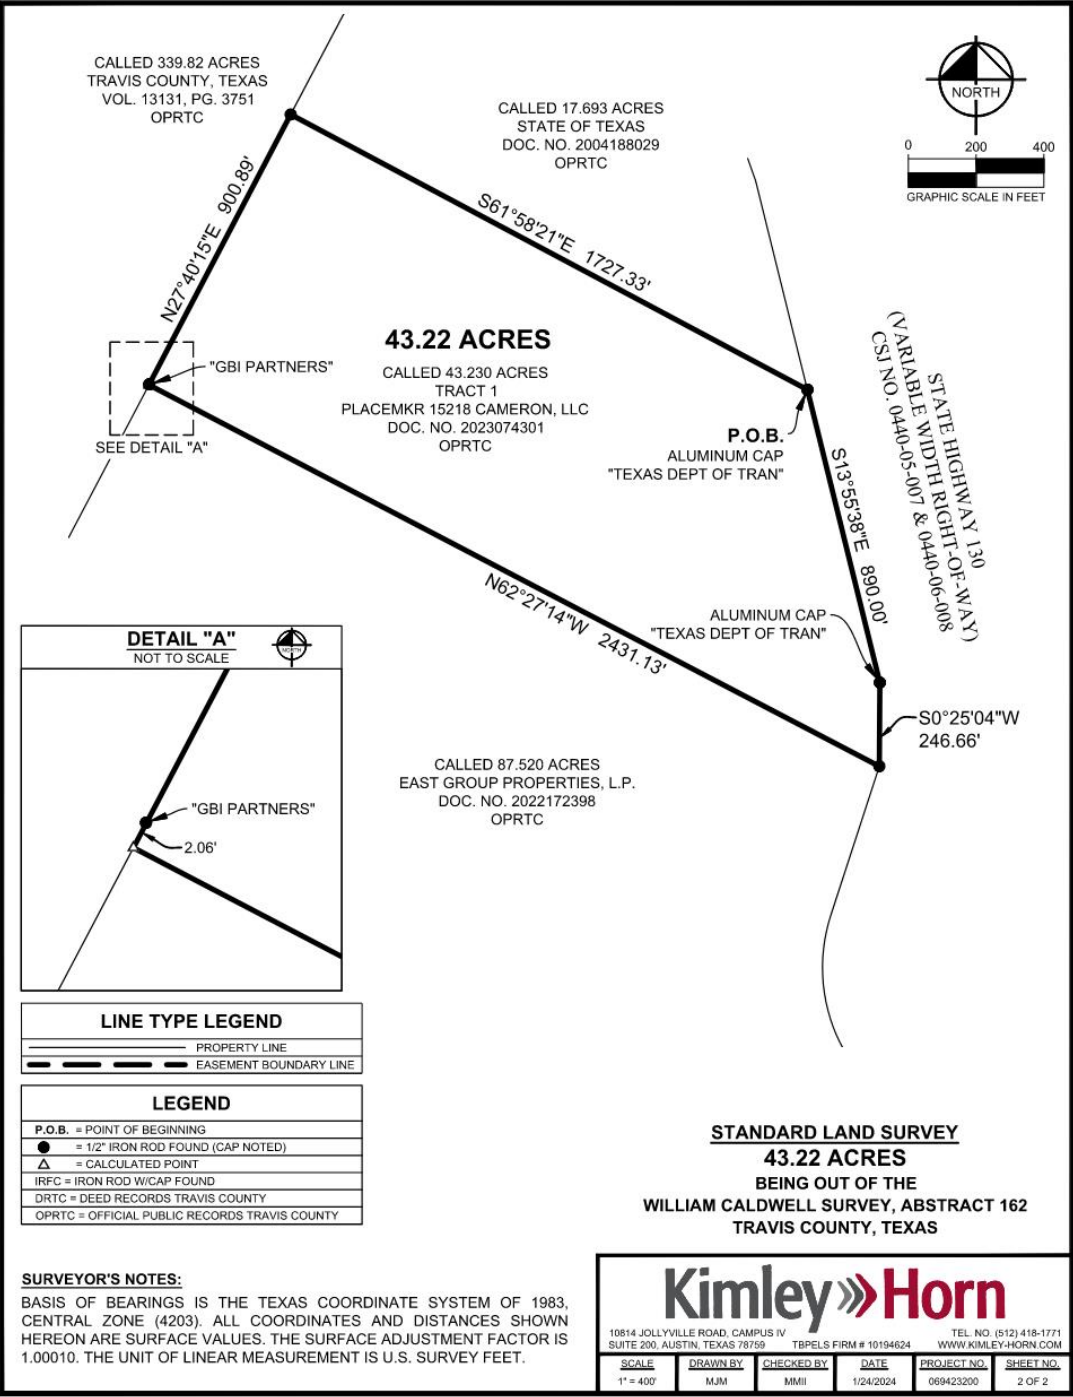 CALLED 339.82 ACRES
TRAVIS COUNTY, TEXAS
VOL. 13131, PG. 3751
OPRTC
CALLED 17.693 ACRES
STATE OF TEXAS
DOC. NO. 2004188029
OPRTC
NORTH
0 200 400
GRAPHIC SCALE IN FEET
N27°40'15"E 900.89'
S61°58'21"E 1727.33'
43.22 ACRES
CALLED 43.230 ACRES
TRACT 1
PLACEMKR 15218 CAMERON, LLC
DOC. NO. 2023074301
OPRTC
"GBI PARTNERS"
SEE DETAIL "A"
P.O.B.
ALUMINUM CAP
"TEXAS DEPT OF TRAN"
STATE HIGHWAY 130
(VARIABLE WIDTH RIGHT-OF-WAY)
CSJ NO. 0440-05-007 & 0440-06-008
S13°55'38"E 890.00'
N62°27'14"W 2431.13'
ALUMINUM CAP
"TEXAS DEPT OF TRAN"
S0°25'04"W
246.66'
CALLED 87.520 ACRES
EAST GROUP PROPERTIES, L.P.
DOC. NO. 2022172398
OPRTC
DETAIL "A"
NOT TO SCALE
NORTH
"GBI PARTNERS"
2.06'
LINE TYPE LEGEND
PROPERTY LINE
EASEMENT BOUNDARY LINE
LEGEND
P.O.B. = POINT OF BEGINNING
= 1/2" IRON ROD FOUND (CAP NOTED)
= CALCULATED POINT
IRFC = IRON ROD W/CAP FOUND
DRTC = DEED RECORDS TRAVIS COUNTY
OPRTC = OFFICIAL PUBLIC RECORDS TRAVIS COUNTY
STANDARD LAND SURVEY
43.22 ACRES
BEING OUT OF THE
WILLIAM CALDWELL SURVEY, ABSTRACT 162
TRAVIS COUNTY, TEXAS
SURVEYOR'S NOTES:
BASIS OF BEARINGS IS THE TEXAS COORDINATE SYSTEM OF 1983,
CENTRAL ZONE (4203). ALL COORDINATES AND DISTANCES SHOWN
HEREON ARE SURFACE VALUES. THE SURFACE ADJUSTMENT FACTOR IS
1.00010. THE UNIT OF LINEAR MEASUREMENT IS U.S. SURVEY FEET.
Kimley Horn
10814 JOLLYVILLE ROAD, CAMPUS IV TEL. NO. (512) 418-1771
SUITE 200, AUSTIN, TEXAS 78759 TBPELS FIRM # 10194624 WWW.KIMLEY-HORN.COM
SCALE DRAWN BY CHECKED BY DATE PROJECT NO. SHEET NO.
1" = 400' MJM MMII 1/24/2024 069423200 2 OF 2